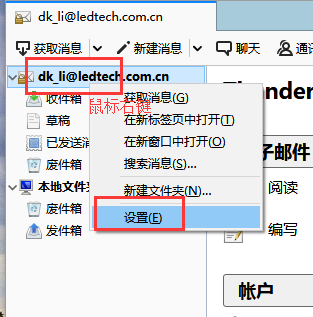 dk_li@ledtech.com.cn
获取消息
新建消息
聊天
通讯
dk_li@ledtech.com.cn
鼠标右键
收件箱
草稿
已发送消
废件箱
本地文件夹
废件箱
发件箱
获取消息(G)
在新标签页中打开(T)
在新窗口中打开(O)
搜索消息(S)...
新建文件夹(N)...
设置(E)
子邮件
阅读
编写
帐户